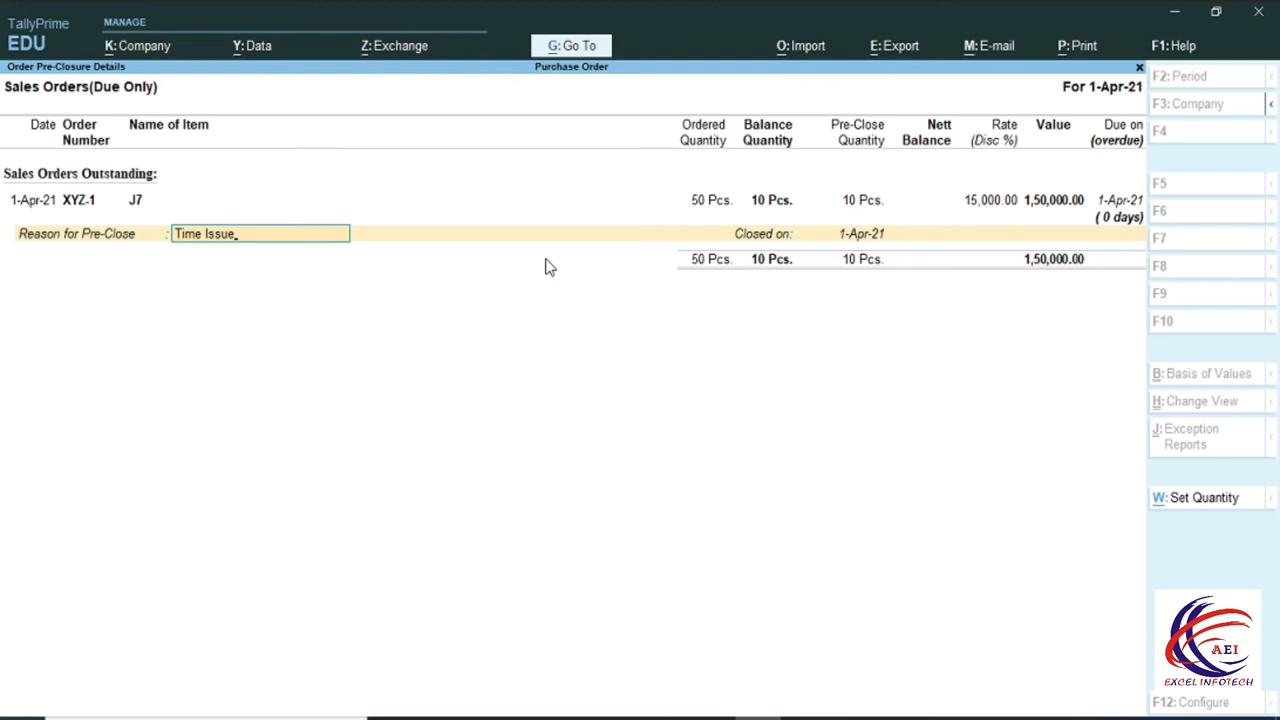 TallyPrime
EDU
MANAGE
K: Company
Y: Data
Z: Exchange
G: Go To
O: Import
E: Export
M: E-mail
P: Print
F1: Help
Order Pre-Closure Details
Purchase Order
x
Sales Orders(Due Only)
For 1-Apr-21
Date Order Name of Item Ordered Balance Pre-Close Nett Rate Value Due on
Number Quantity Quantity Quantity Balance (Disc %) (overdue)
Sales Orders Outstanding:
1-Apr-21 XYZ-1 J7 50 Pcs. 10 Pcs. 10 Pcs. 15,000.00 1,50,000.00 1-Apr-21
( 0 days)
Reason for Pre-Close : Time Issue_ Closed on: 1-Apr-21
50 Pcs. 10 Pcs. 10 Pcs. 1,50,000.00
F2: Period
F3: Company
F4
F5
F6
F7
F8
F9
F10
B: Basis of Values
H: Change View
J: Exception
Reports
W: Set Quantity
AEI
EXCEL INFOTECH
F12: Configure